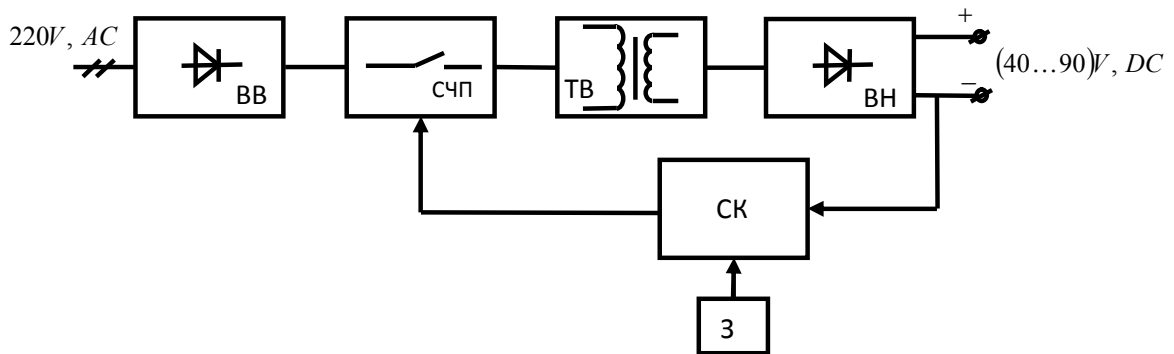 220V, AC
ВВ
СЧП
ТВ
ВН
+
−
(40…90)V, DC
СК
З